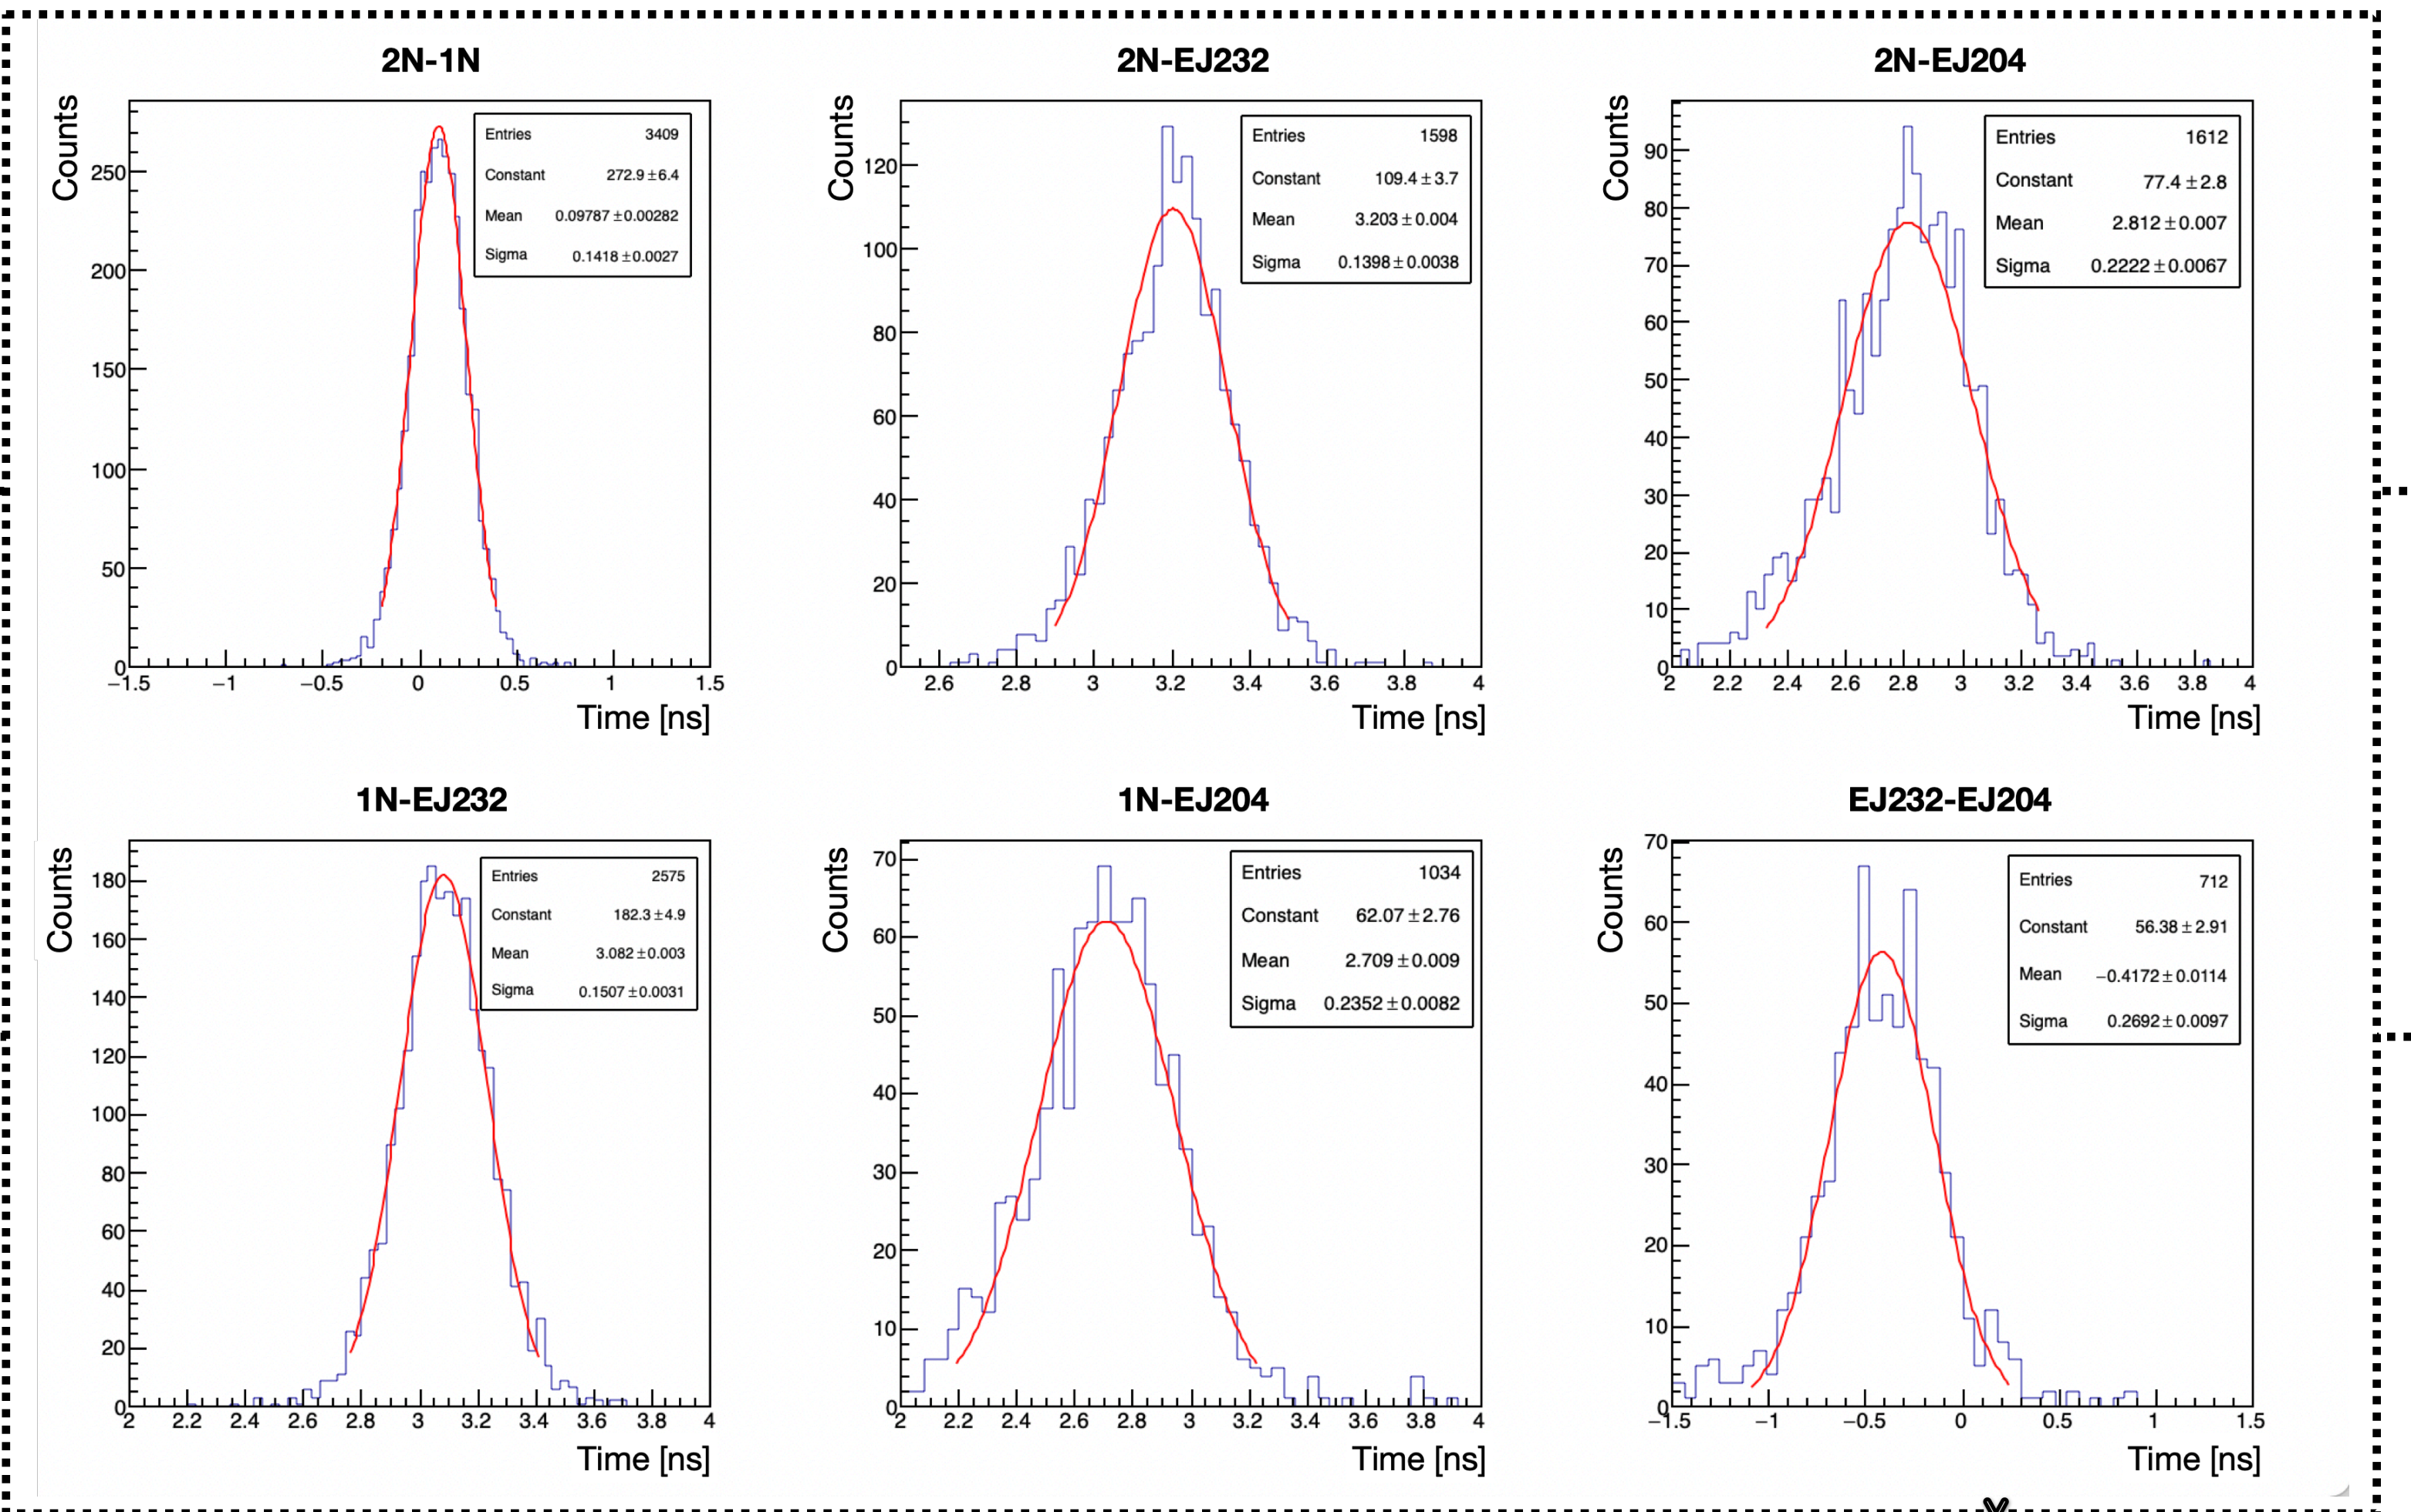 2N-1N
Counts
Entries 3409
Constant 272.9±6.4
Mean 0.09787±0.00282
Sigma 0.1418±0.0027
250
200
150
100
50
0
−1.5 −1 −0.5 0 0.5 1 1.5
Time [ns]
2N-EJ232
Counts
Entries 1598
Constant 109.4±3.7
Mean 3.203±0.004
Sigma 0.1398±0.0038
120
100
80
60
40
20
0
2.6 2.8 3 3.2 3.4 3.6 3.8 4
Time [ns]
2N-EJ204
Counts
Entries 1612
Constant 77.4±2.8
Mean 2.812±0.007
Sigma 0.2222±0.0067
90
80
70
60
50
40
30
20
10
0
2 2.2 2.4 2.6 2.8 3 3.2 3.4 3.6 3.8 4
Time [ns]
1N-EJ232
Counts
Entries 2575
Constant 182.3±4.9
Mean 3.082±0.003
Sigma 0.1507±0.0031
180
160
140
120
100
80
60
40
20
0
2 2.2 2.4 2.6 2.8 3 3.2 3.4 3.6 3.8 4
Time [ns]
1N-EJ204
Counts
Entries 1034
Constant 62.07±2.76
Mean 2.709±0.009
Sigma 0.2352±0.0082
70
60
50
40
30
20
10
0
2 2.2 2.4 2.6 2.8 3 3.2 3.4 3.6 3.8 4
Time [ns]
EJ232-EJ204
Counts
Entries 712
Constant 56.38±2.91
Mean −0.4172±0.0114
Sigma 0.2692±0.0097
70
60
50
40
30
20
10
0
−1.5 −1 −0.5 0 0.5 1 1.5
Time [ns]